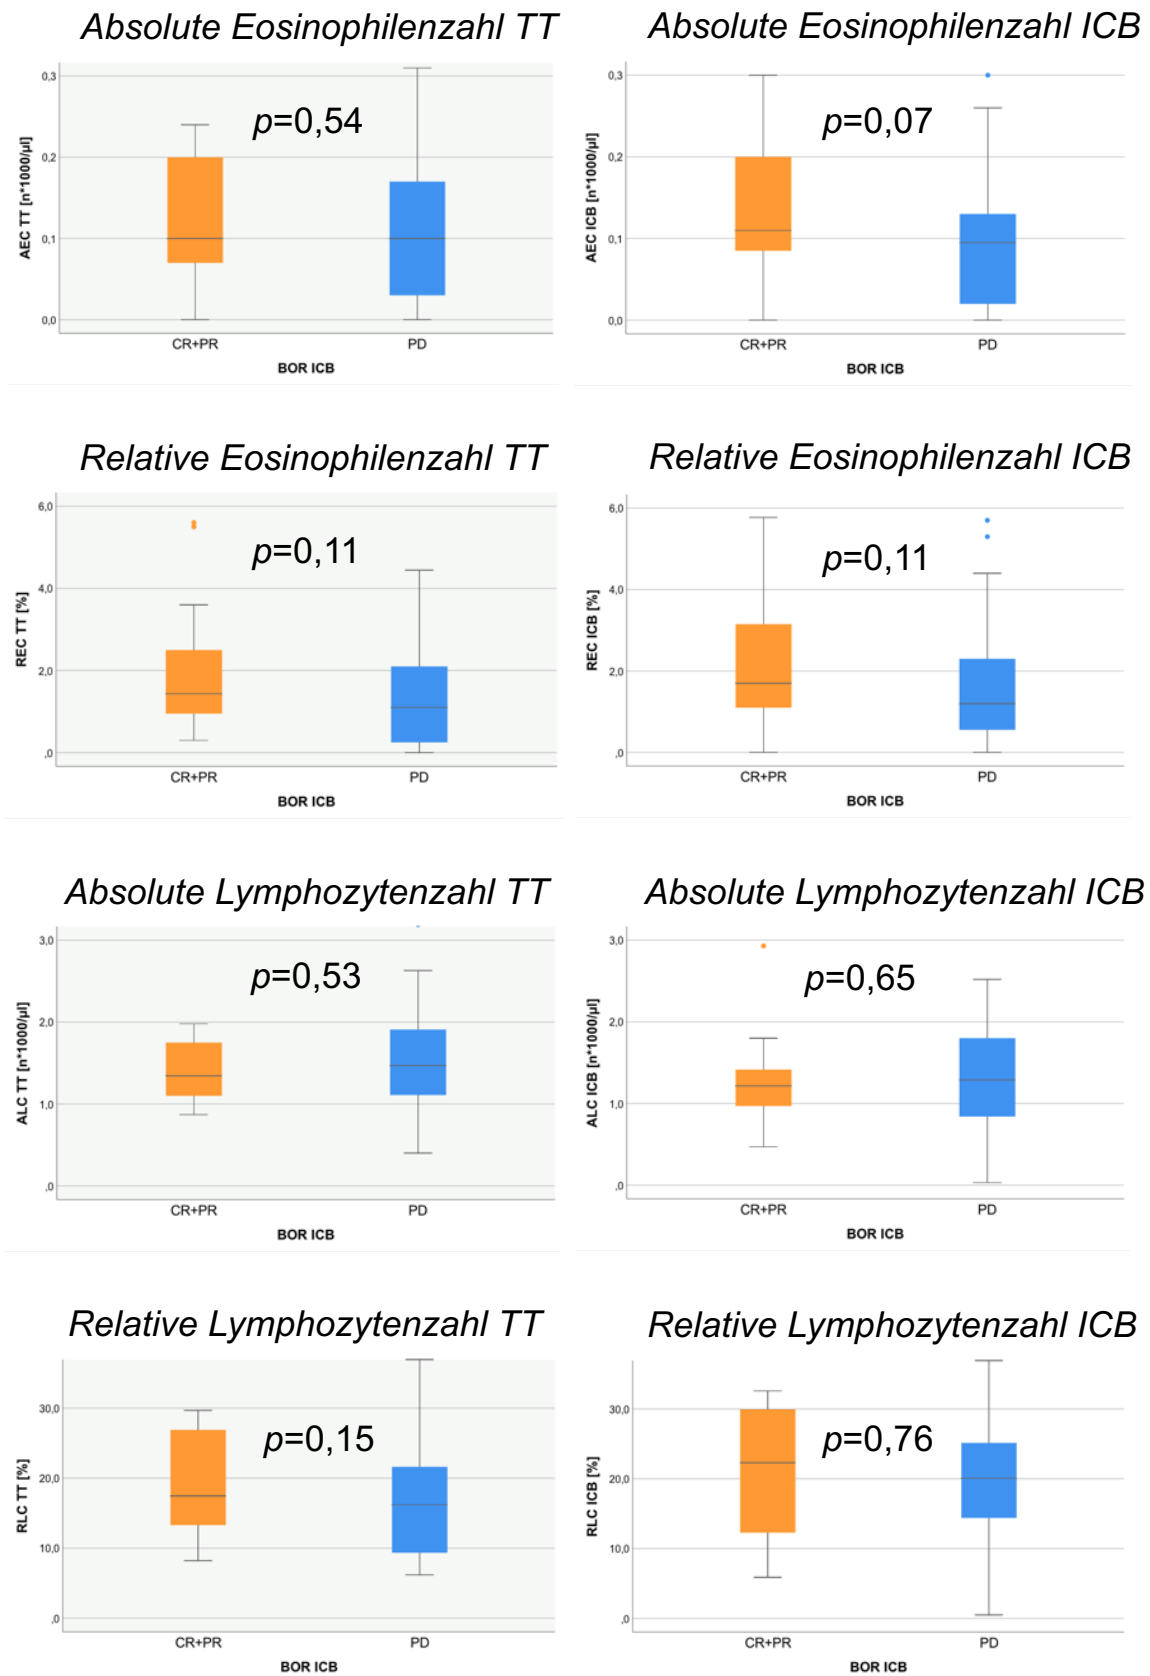 Absolute Eosinophilenzahl TT
AEC TT [n*1000/µl]
0,3
0,2
0,1
0,0
p=0,54
CR+PR
PD
BOR ICB
Absolute Eosinophilenzahl ICB
AEC ICB [n*1000/µl]
0,3
0,2
0,1
0,0
p=0,07
CR+PR
PD
BOR ICB
Relative Eosinophilenzahl TT
REC TT [%]
6,0
4,0
2,0
,0
p=0,11
CR+PR
PD
BOR ICB
Relative Eosinophilenzahl ICB
REC ICB [%]
6,0
4,0
2,0
,0
p=0,11
CR+PR
PD
BOR ICB
Absolute Lymphozytenzahl TT
ALC TT [n*1000/µl]
3,0
2,0
1,0
,0
p=0,53
CR+PR
PD
BOR ICB
Absolute Lymphozytenzahl ICB
ALC ICB [n*1000/µl]
3,0
2,0
1,0
,0
p=0,65
CR+PR
PD
BOR ICB
Relative Lymphozytenzahl TT
RLC TT [%]
30,0
20,0
10,0
,0
p=0,15
CR+PR
PD
BOR ICB
Relative Lymphozytenzahl ICB
RLC ICB [%]
30,0
20,0
10,0
,0
p=0,76
CR+PR
PD
BOR ICB